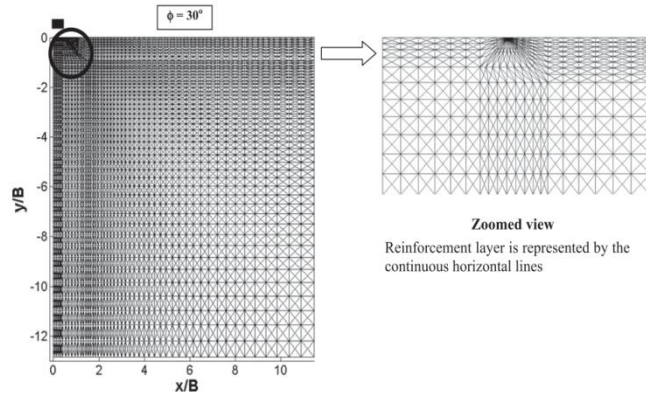 ϕ = 30°
0
-2
-4
-6
-8
-10
-12
y/B
0 2 4 6 8 10
x/B
Zoomed view
Reinforcement layer is represented by the
continuous horizontal lines